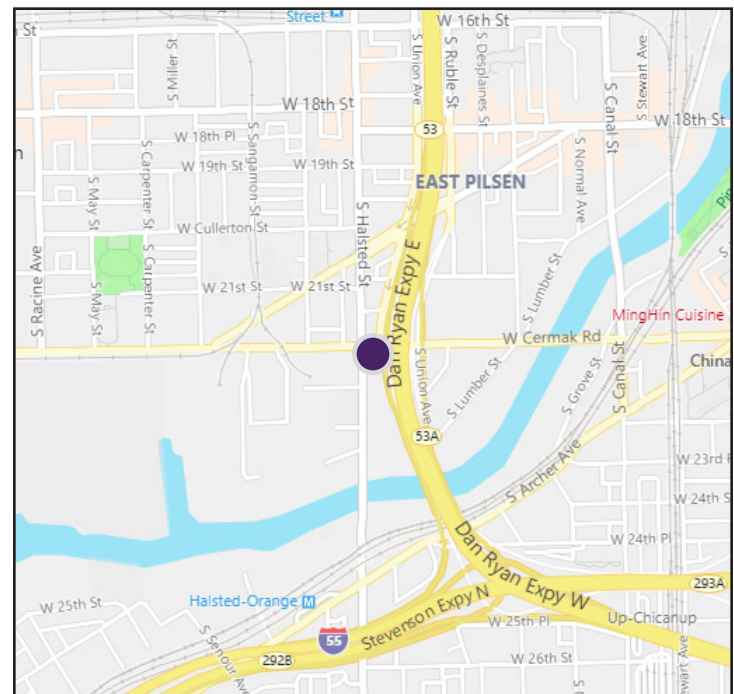 Street M
W 16th St
St
S Miller St
S Union Ave
S Ruble St
S Desplaines St
S Stewart Ave
W 18th St
53
S Canal St
W 18th St
W 18th Pl
n
S Carpenter St
S Sangamon St
W 19th St
W 19th St
EAST PILSEN
S May St
S Normal Ave
S Halsted St
W Cullerton St
S Racine Ave
S May St
S Carpenter St
W 21st St
W 21st St
Dan Ryan Expy E
S Lumber St
MingHin Cuisine
W Cermak Rd
China
S Union Ave
S Lumber St
S Grove St
S Canal St
53A
S Archer Ave
W 23rd
W 24th S
W 24th Pl
Dan Ryan Expy W
293A
W 25th St
Halsted-Orange M
Stevenson Expy N
W 25th Pl
Up-Chicanup
S Senour Ave
55
292B
W 26th St
ewart Ave